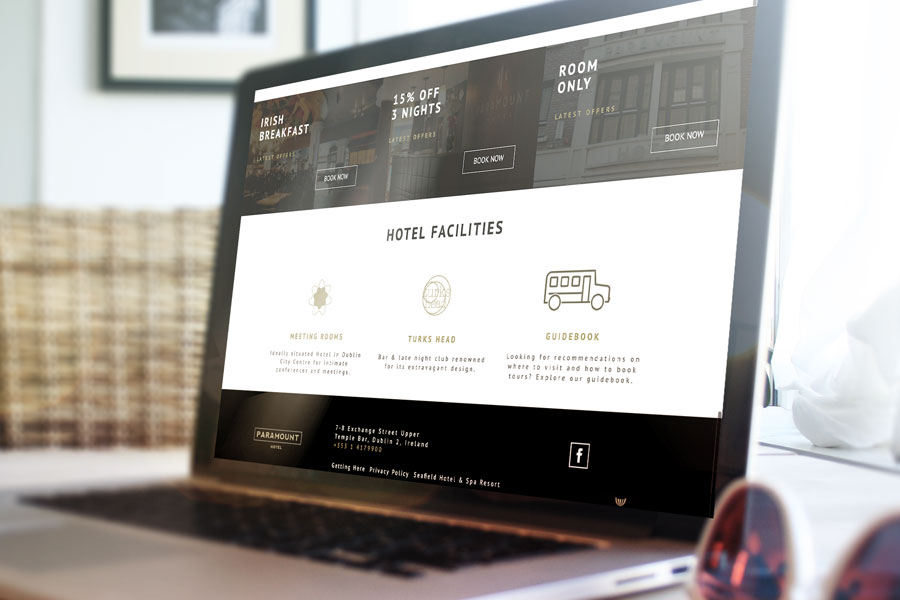 IRISH
BREAKFAST
LATEST OFFERS
BOOK NOW
15% OFF
3 NIGHTS
LATEST OFFERS
BOOK NOW
ROOM
ONLY
LATEST OFFERS
BOOK NOW
PARAMOUNT
PARAMOUNT
HOTEL FACILITIES
MEETING ROOMS
Ideally situated Hotel in Dublin
City Centre for intimate
conferences and meetings.
TURKS HEAD
Bar & late night club renowned
for its extravagant design.
GUIDEBOOK
Looking for recommendations on
where to visit and how to book
tours? Explore our guidebook.
PARAMOUNT
HOTEL
7-8 Exchange Street Upper
Temple Bar, Dublin 2, Ireland
+353 1 4179900
f
Getting Here Privacy Policy Seafield Hotel & Spa Resort